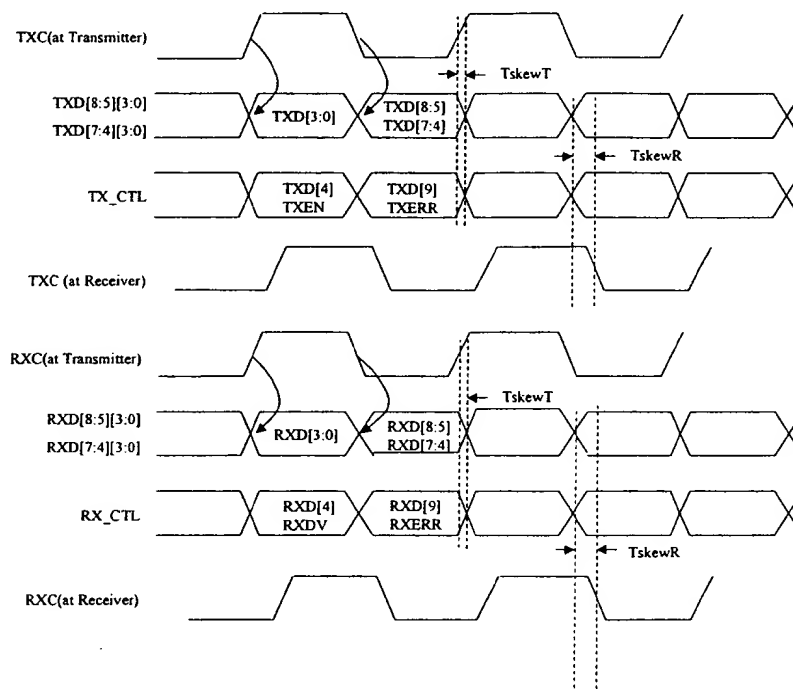 TXC(at Transmitter)
TskewT
TXD[8:5][3:0]
TXD[7:4][3:0]
TXD[3:0]
TXD[8:5]
TXD[7:4]
TskewR
TX_CTL
TXD[4]
TXEN
TXD[9]
TXERR
TXC (at Receiver)
RXC(at Transmitter)
TskewT
RXD[8:5][3:0]
RXD[7:4][3:0]
RXD[3:0]
RXD[8:5]
RXD[7:4]
RX_CTL
RXD[4]
RXDV
RXD[9]
RXERR
TskewR
RXC(at Receiver)